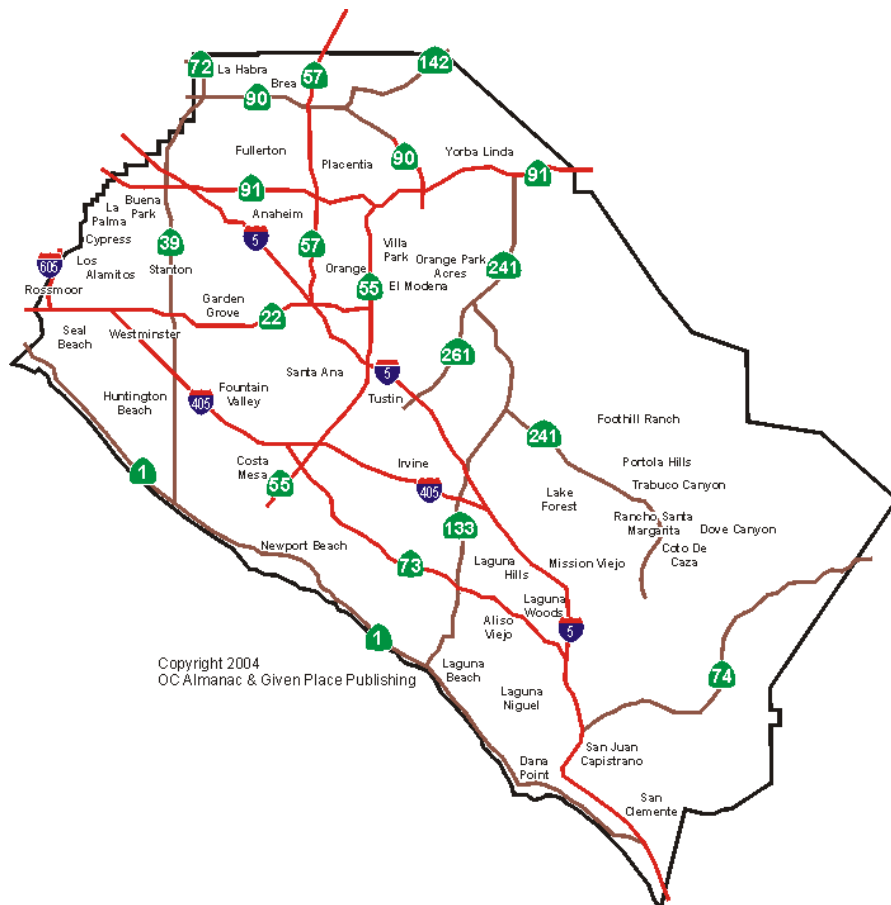 72
La Habra
57
142
Brea
90
Fullerton
Placentia
90
Yorba Linda
91
91
Buena
Park
La
Palma
Anaheim
Cypress
5
39
57
Villa
Park
Orange Park
Acres
241
605
Los
Alamitos
Stanton
Orange
55
El Modena
Rossmoor
Garden
Grove
22
Seal
Beach
Westminster
261
Santa Ana
5
Tustin
Huntington
Beach
405
Fountain
Valley
Foothill Ranch
241
1
Costa
Mesa
55
Irvine
405
Portola Hills
Trabuco Canyon
Lake
Forest
133
Rancho Santa
Margarita
Dove Canyon
Coto De
Caza
Newport Beach
73
Laguna
Hills
Mission Viejo
Laguna
Woods
Aliso
Viejo
5
1
Copyright 2004
OC Almanac & Given Place Publishing
Laguna
Beach
74
Laguna
Niguel
San Juan
Capistrano
Dana
Point
San
Clemente